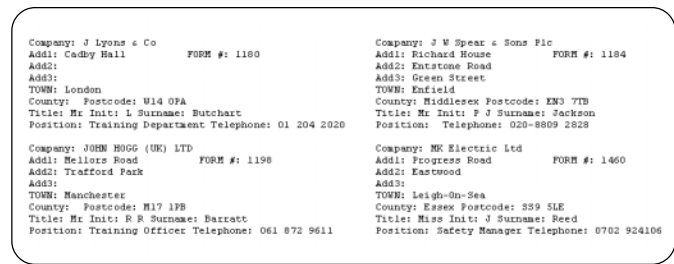 Company: J Lyons & Co
Add1: Cadby Hall FORM #: 1180
Add2:
Add3:
TOWN: London
County: Postcode: W14 0PA
Title: Mr Init: L Surname: Butchart
Position: Training Department Telephone: 01 204 2020
Company: JOHN HOGG (UK) LTD
Add1: Mellors Road FORM #: 1198
Add2: Trafford Park
Add3:
TOWN: Manchester
County: Postcode: M17 1PB
Title: Mr Init: R R Surname: Barratt
Position: Training Officer Telephone: 061 872 9611
Company: J W Spear & Sons Plc
Add1: Richard House FORM #: 1184
Add2: Entstone Road
Add3: Green Street
TOWN: Enfield
County: Middlesex Postcode: EN3 7TB
Title: Mr Init: P J Surname: Jackson
Position: Telephone: 020-8809 2828
Company: MK Electric Ltd
Add1: Progress Road FORM #: 1460
Add2: Eastwood
Add3:
TOWN: Leigh-On-Sea
County: Essex Postcode: SS9 5LE
Title: Miss Init: J Surname: Reed
Position: Safety Manager Telephone: 0702 924106